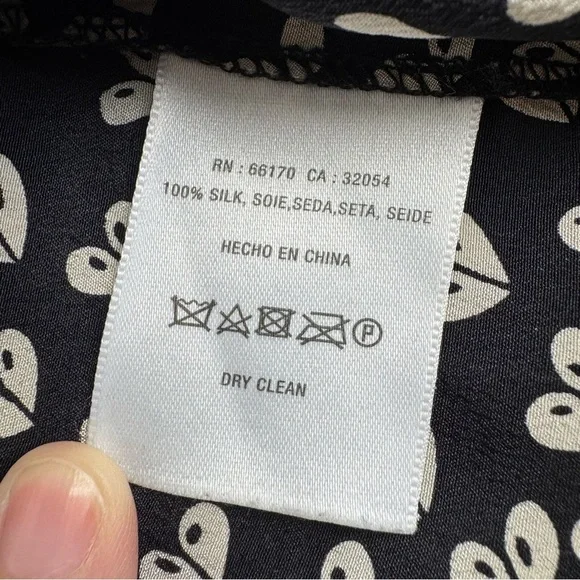 RN : 66170 CA : 32054
100% SILK, SOIE,SEDA,SETA, SEIDE
HECHO EN CHINA
P
DRY CLEAN